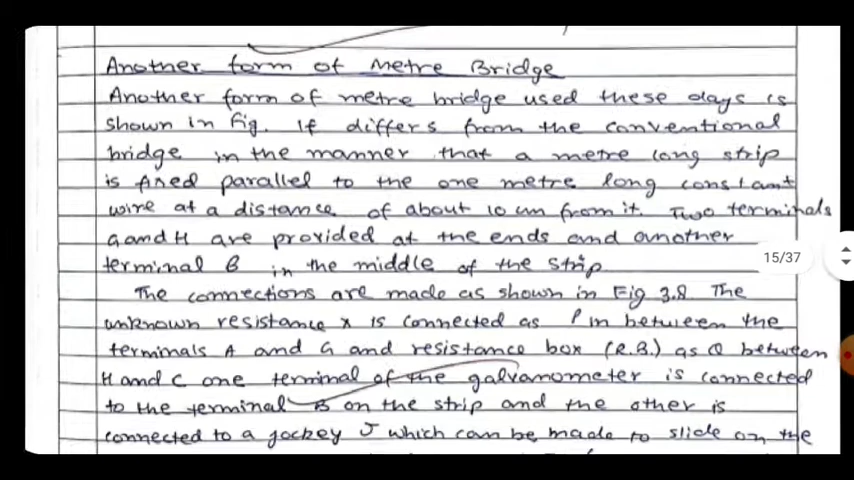 Another form of Metre Bridge
Another form of metre bridge used these days is
shown in Fig. If differs from the conventional
bridge in the manner that a metre long strip
is fixed parallel to the one metre long constant
wire at a distance of about 10 cm from it. Two terminals
G and H are provided at the ends and another
terminal B in the middle of the strip
15/37
The connections are made as shown in Fig 3.8. The
unknown resistance x is connected as P in between the
terminals A and G and resistance box (R.B.) as Q between
H and C one terminal of the galvanometer is connected
to the terminal B on the strip and the other is
connected to a jockey J which can be made to slide on the